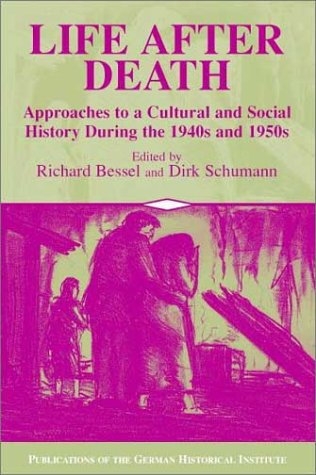 LIFE AFTER
DEATH
Approaches to a Cultural and Social
History During the 1940s and 1950s
Edited by
Richard Bessel and Dirk Schumann
PUBLICATIONS OF THE GERMAN HISTORICAL INSTITUTE